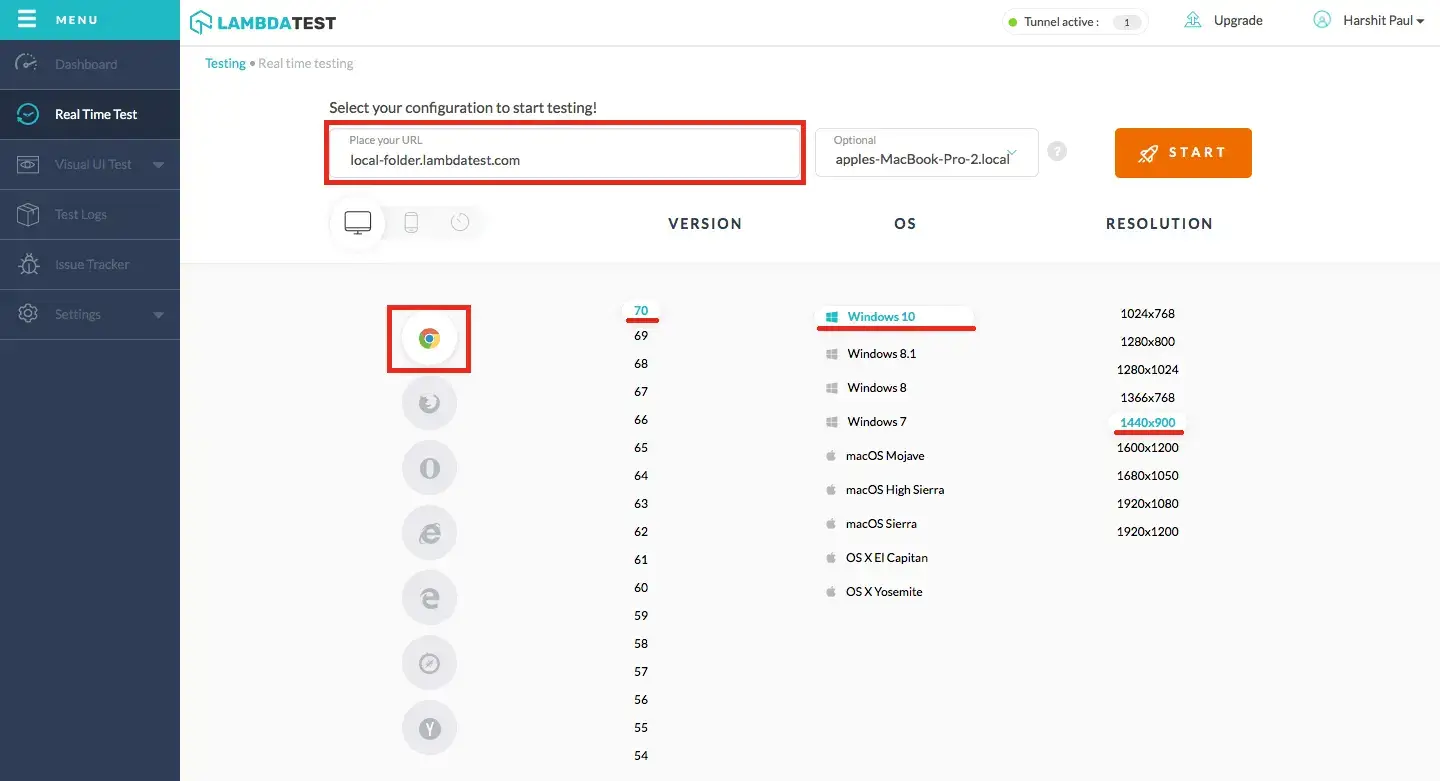 MENU
LAMBDATEST
Tunnel active : 1
Upgrade
Harshit Paul
Dashboard
Real Time Test
Visual UI Test
Test Logs
Issue Tracker
Settings
Testing • Real time testing
Select your configuration to start testing!
Place your URL
local-folder.lambdatest.com
Optional
apples-MacBook-Pro-2.local
?
START
VERSION
OS
RESOLUTION
70
69
68
67
66
65
64
63
62
61
60
59
58
57
56
55
54
Windows 10
Windows 8.1
Windows 8
Windows 7
macOS Mojave
macOS High Sierra
macOS Sierra
OS X El Capitan
OS X Yosemite
1024x768
1280x800
1280x1024
1366x768
1440x900
1600x1200
1680x1050
1920x1080
1920x1200